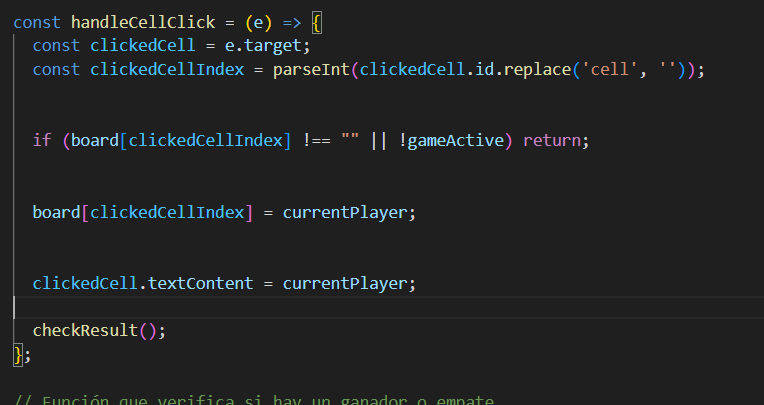 const handleCellClick = (e) => {
const clickedCell = e.target;
const clickedCellIndex = parseInt(clickedCell.id.replace('cell', ''));
if (board[clickedCellIndex] !== "" || !gameActive) return;
board[clickedCellIndex] = currentPlayer;
clickedCell.textContent = currentPlayer;
checkResult();
};
// Función que verifica si hay un ganador o empate